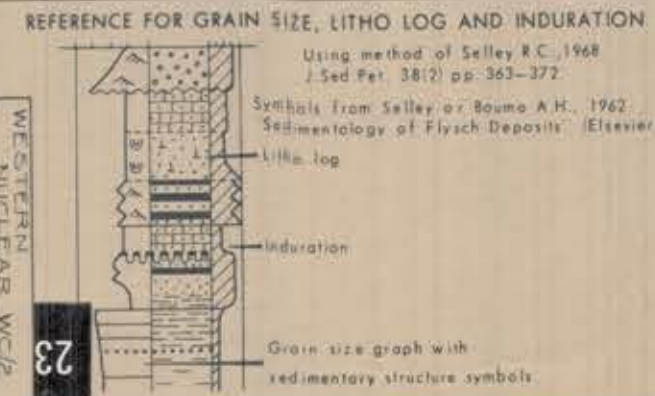 REFERENCE FOR GRAIN SIZE, LITHO LOG AND INDURATION
Using method of Selley R.C., 1968
J. Sed Pet. 38(2) pp. 363–372.
Symbols from Selley or Bouma A.H., 1962
Sedimentology of Flysch Deposits" (Elsevier
Litho log
Induration
Grain size graph with
sedimentary structure symbols
WESTERN
NUCLEAR WC/2
23